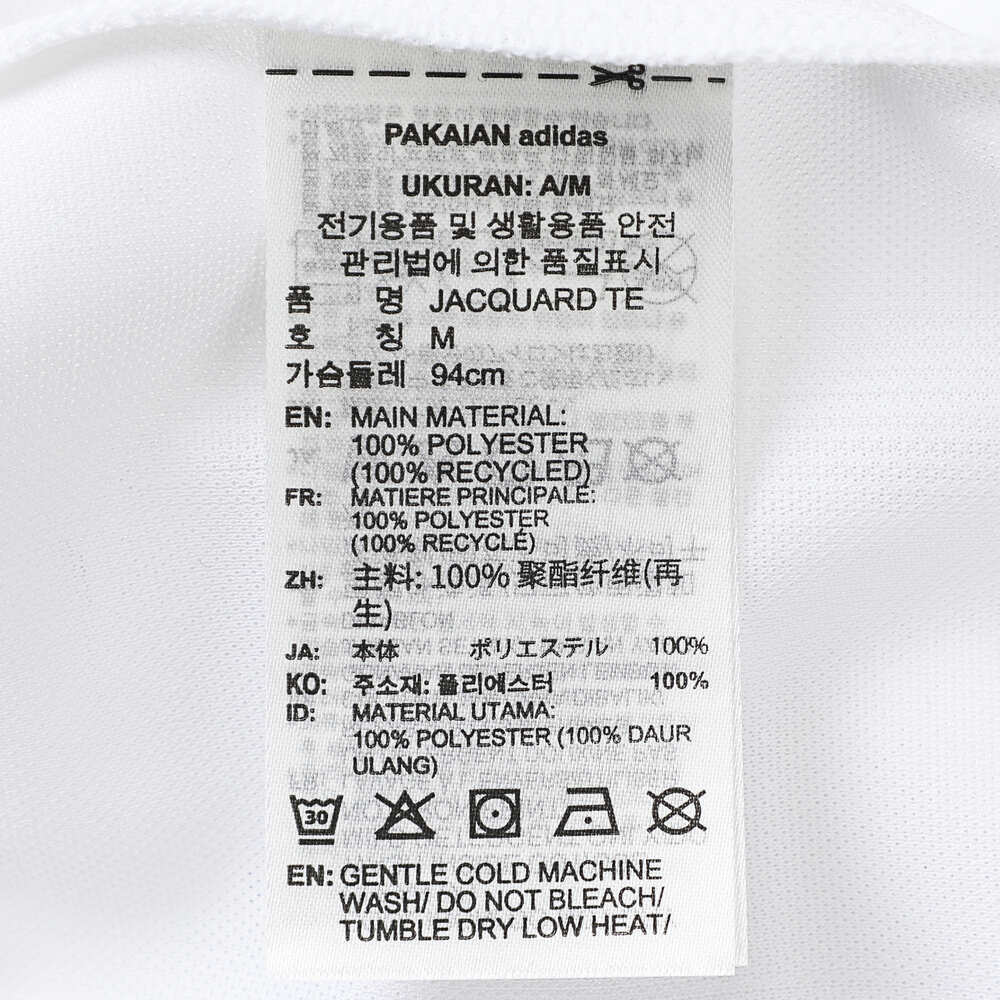 PAKAIAN adidas
UKURAN: A/M
전기용품 및 생활용품 안전
관리법에 의한 품질표시
품 명 JACQUARD TE
호 칭 M
가슴둘레 94cm
EN: MAIN MATERIAL:
100% POLYESTER
(100% RECYCLED)
FR: MATIERE PRINCIPALE:
100% POLYESTER
(100% RECYCLÉ)
ZH: 主料: 100% 聚酯纤维(再
生)
JA: 本体 ポリエステル 100%
KO: 주소재: 폴리에스터 100%
ID: MATERIAL UTAMA:
100% POLYESTER (100% DAUR
ULANG)
30
EN: GENTLE COLD MACHINE
WASH/ DO NOT BLEACH/
TUMBLE DRY LOW HEAT/